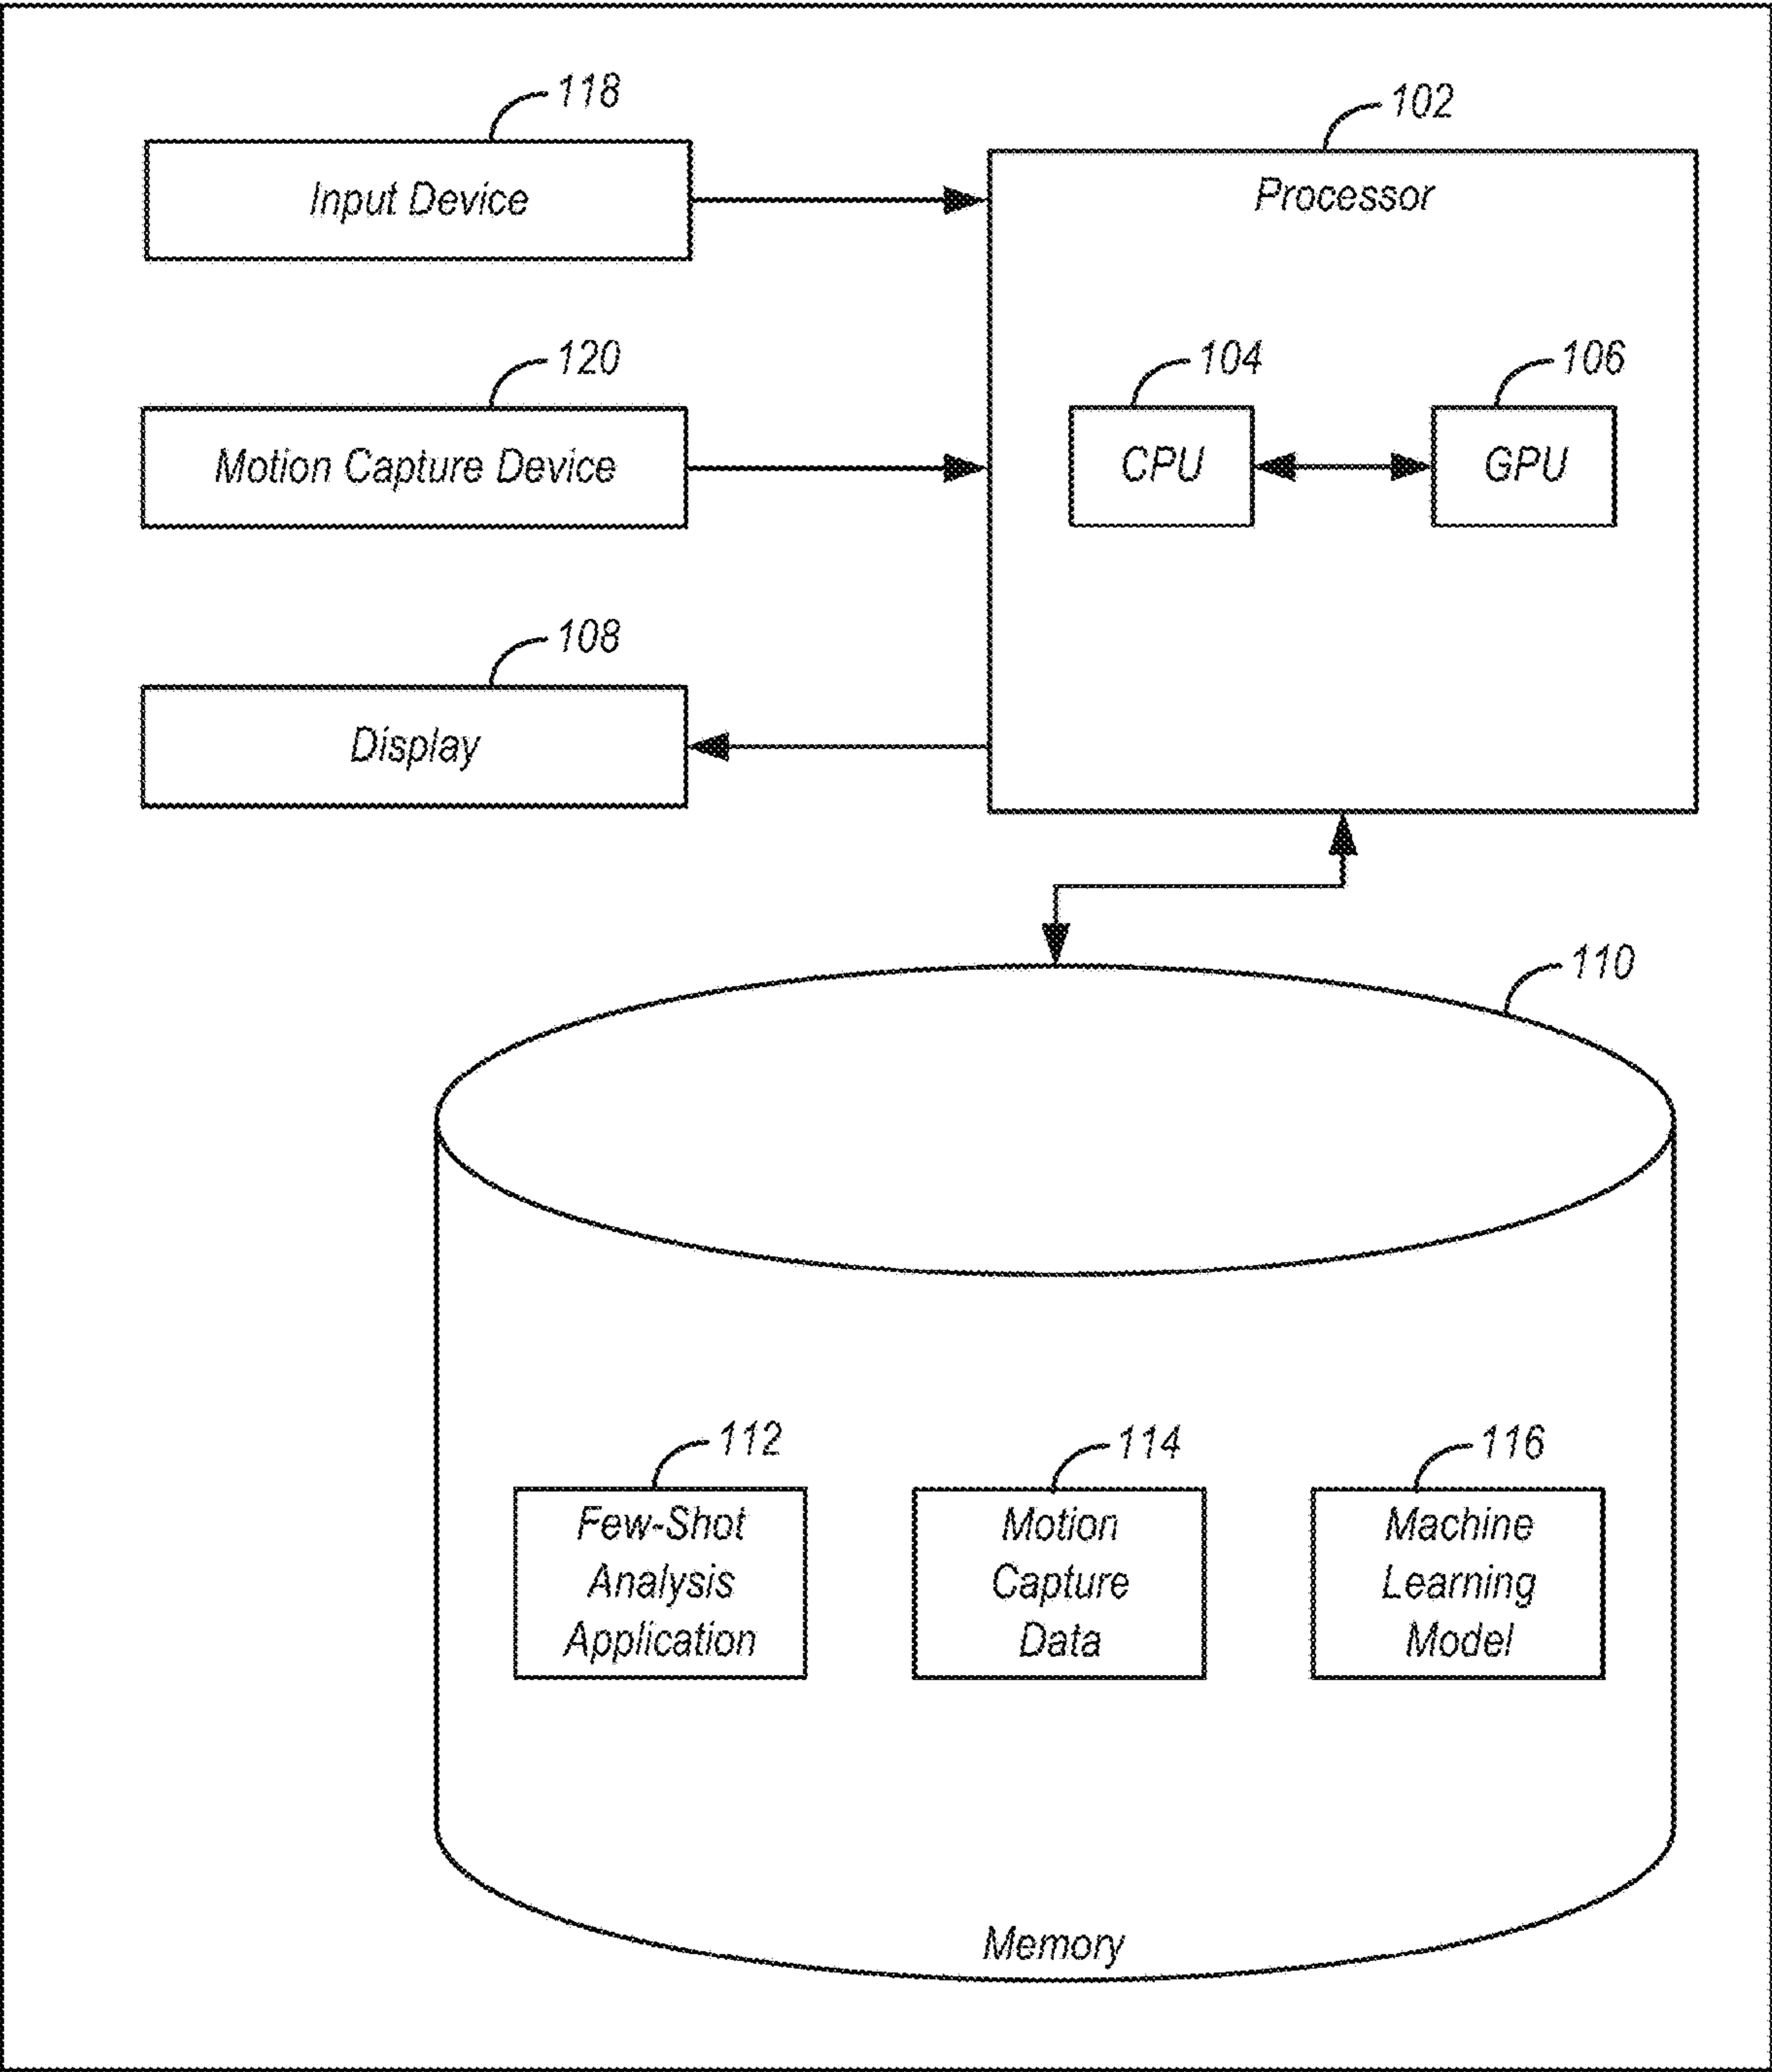 118
102
Input Device
Processor
120
104
106
Motion Capture Device
CPU
GPU
108
Display
110
112
114
116
Few-Shot
Analysis
Application
Motion
Capture
Data
Machine
Learning
Model
Memory